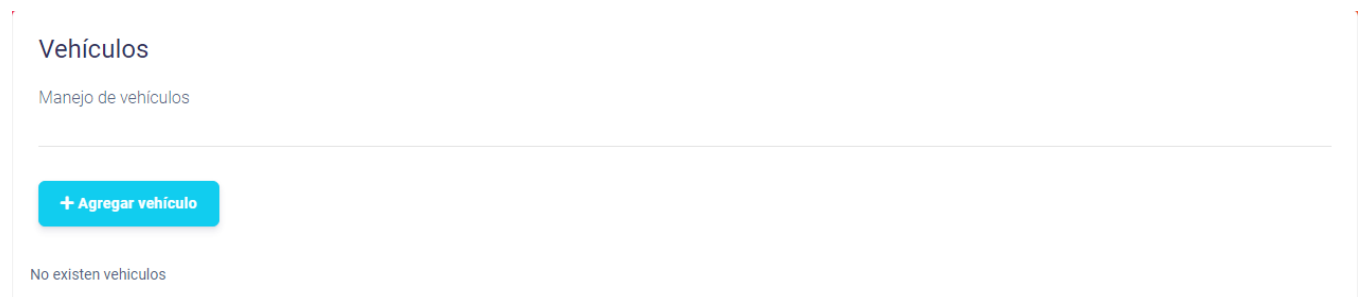 Vehículos
Manejo de vehículos
+ Agregar vehículo
No existen vehiculos